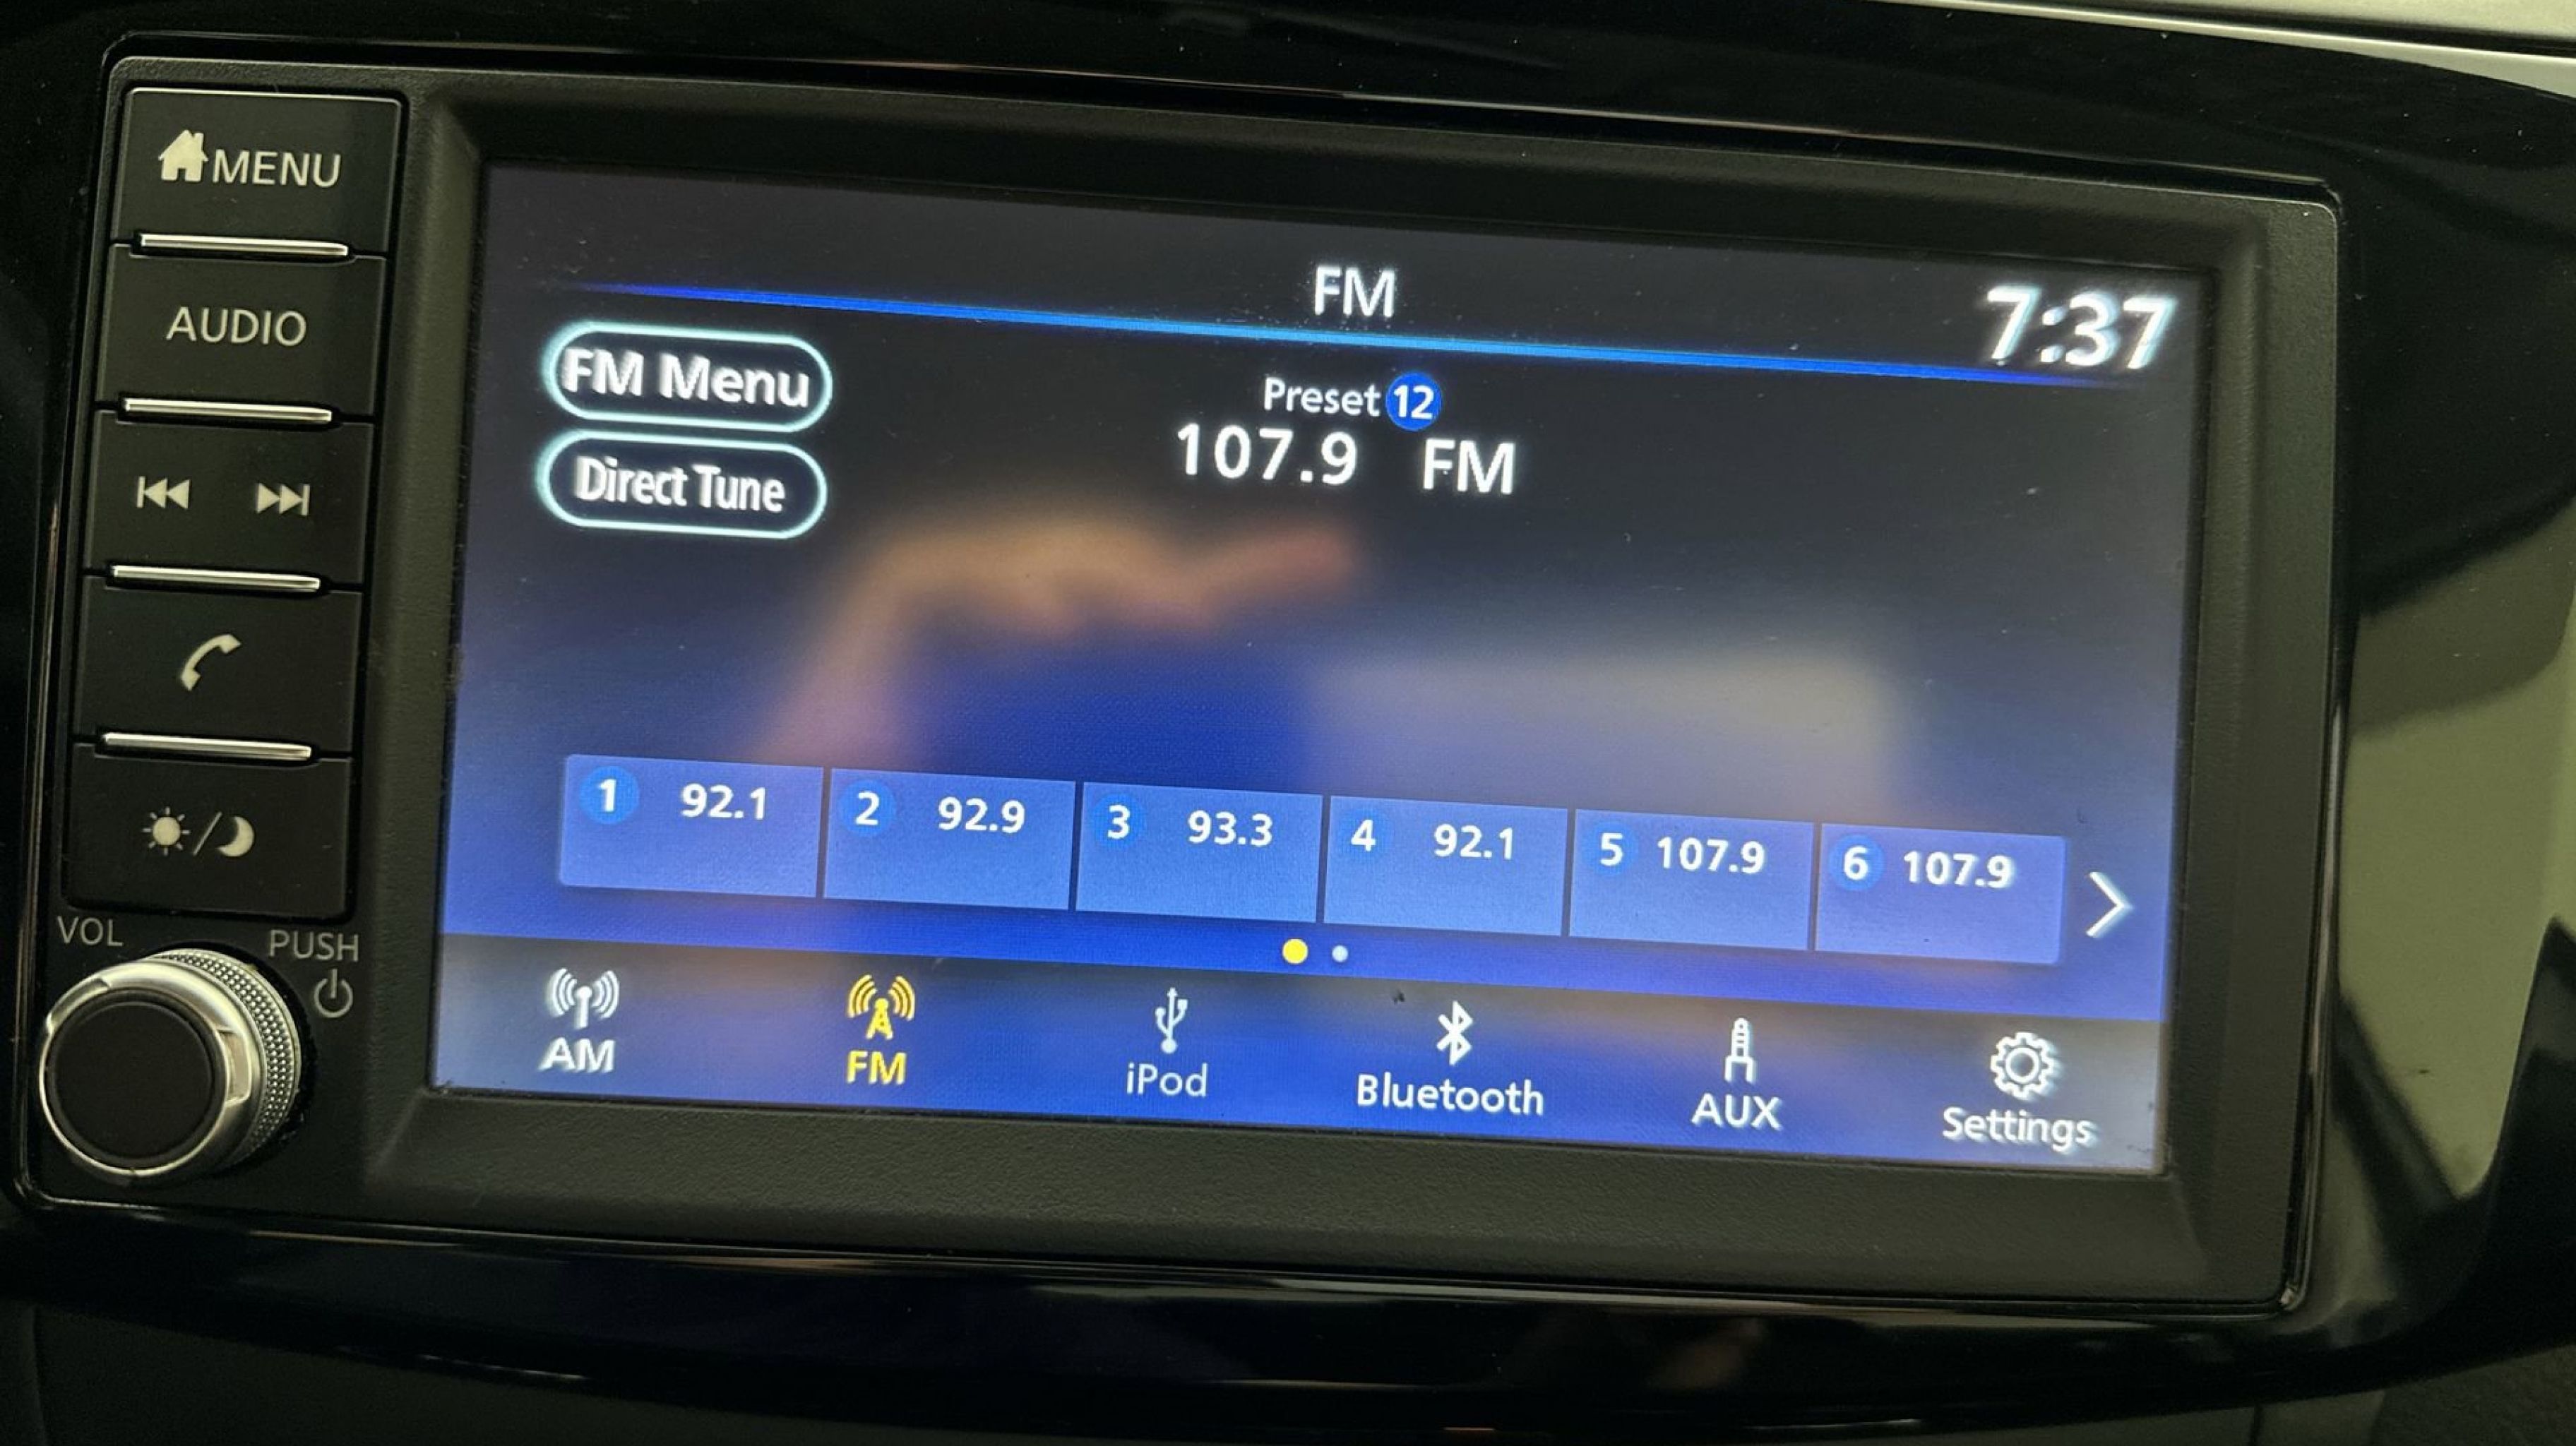 MENU
AUDIO
VOL
PUSH
FM
7:37
FM Menu
Direct Tune
Preset 12
107.9 FM
1 92.1
2 92.9
3 93.3
4 92.1
5 107.9
6 107.9
AM
FM
iPod
Bluetooth
AUX
Settings